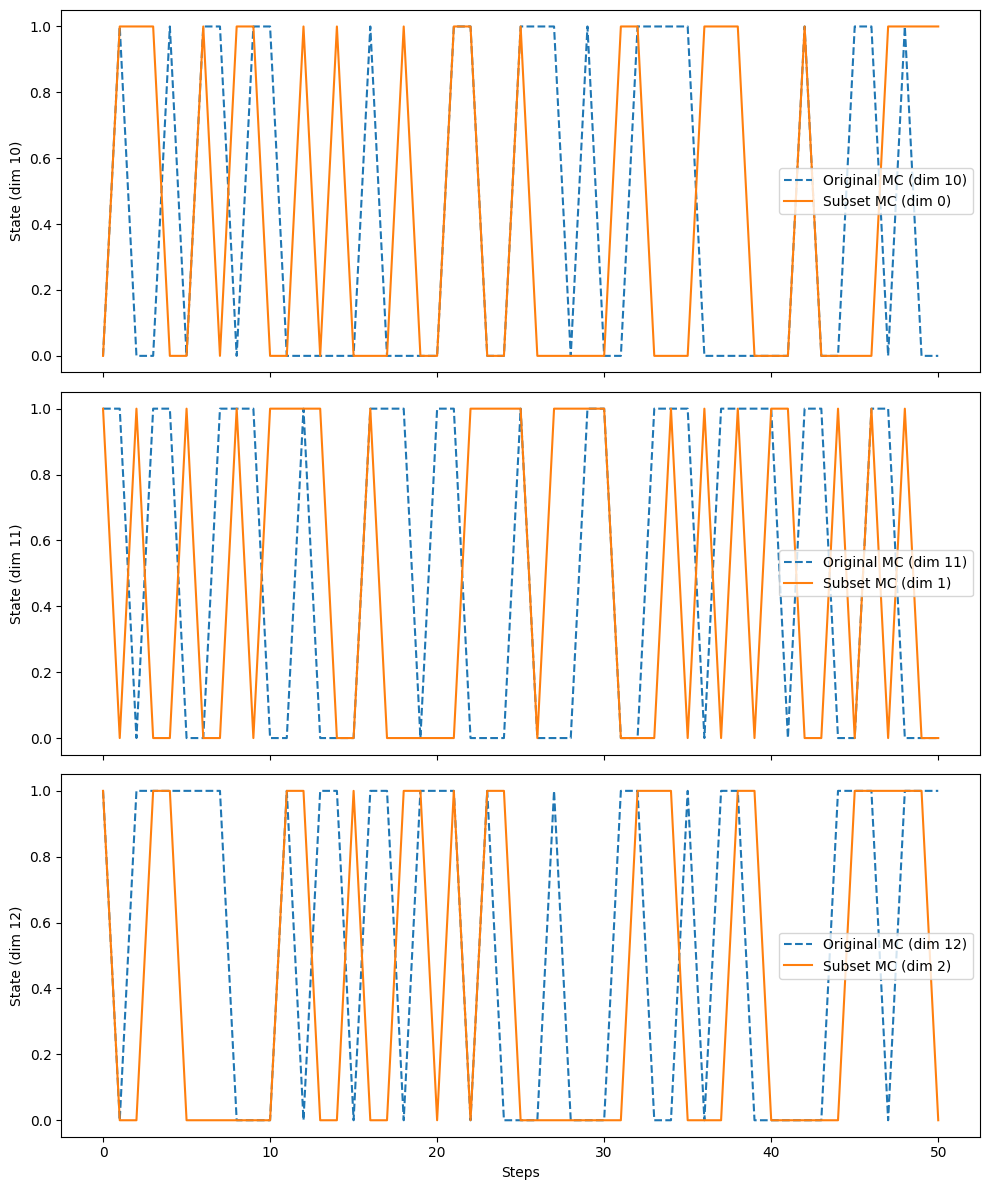 1.0
0.8
0.6
0.4
0.2
0.0
State (dim 10)
Original MC (dim 10)
Subset MC (dim 0)
1.0
0.8
0.6
0.4
0.2
0.0
State (dim 11)
Original MC (dim 11)
Subset MC (dim 1)
1.0
0.8
0.6
0.4
0.2
0.0
State (dim 12)
Original MC (dim 12)
Subset MC (dim 2)
0 10 20 30 40 50
Steps